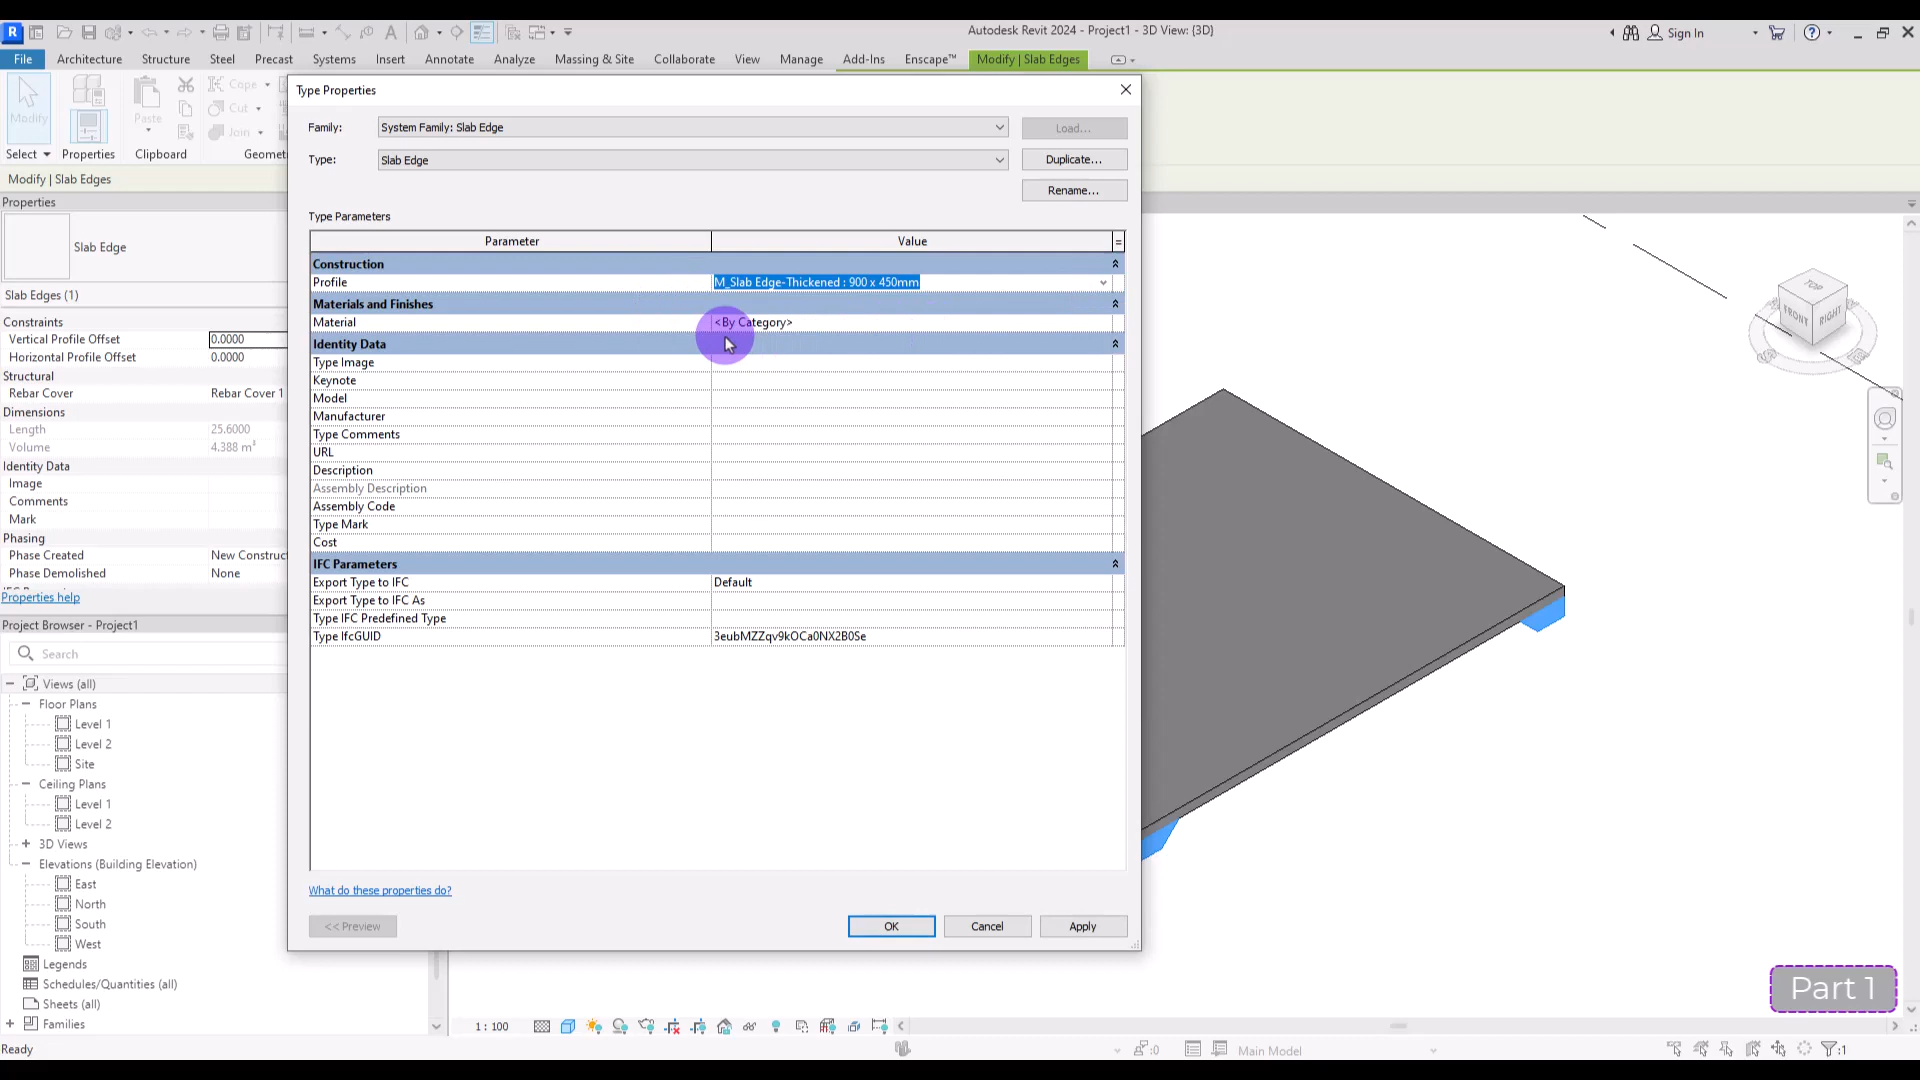 Autodesk Revit 2024 - Project1 - 3D View: {3D}
Sign In
File Architecture Structure Steel Precast Systems Insert Annotate Analyze Massing & Site Collaborate View Manage Add-Ins Enscape™ Modify | Slab Edges
Modify
Paste
Cope
Cut
Join
Select Properties Clipboard
Modify | Slab Edges
Properties
Slab Edge
Slab Edges (1)
Constraints
Vertical Profile Offset 0.0000
Horizontal Profile Offset 0.0000
Structural
Rebar Cover Rebar Cover 1
Dimensions
Length 25.6000
Volume 4.388 m³
Identity Data
Image
Comments
Mark
Phasing
Phase Created
Phase Demolished None
Properties help
Project Browser - Project1
Search
Views (all)
Floor Plans
Level 1
Level 2
Site
Ceiling Plans
Level 1
Level 2
3D Views
Elevations (Building Elevation)
East
North
South
West
Legends
Schedules/Quantities (all)
Sheets (all)
Families
Ready
Type Properties
Family: System Family: Slab Edge Load...
Type: Slab Edge Duplicate...
Rename...
Type Parameters
Parameter Value =
Construction
Profile M_Slab Edge-Thickened : 900 x 450mm
Materials and Finishes
Material <By Category>
Identity Data
Type Image
Keynote
Model
Manufacturer
Type Comments
URL
Description
Assembly Description
Assembly Code
Type Mark
Cost
IFC Parameters
Export Type to IFC Default
Export Type to IFC As
Type IFC Predefined Type
Type IfcGUID 3eubMZZqv9kOCa0NX2B0Se
What do these properties do?
<< Preview OK Cancel Apply
TOP
FRONT RIGHT
Part 1
1 : 100
:0
Main Model
:1